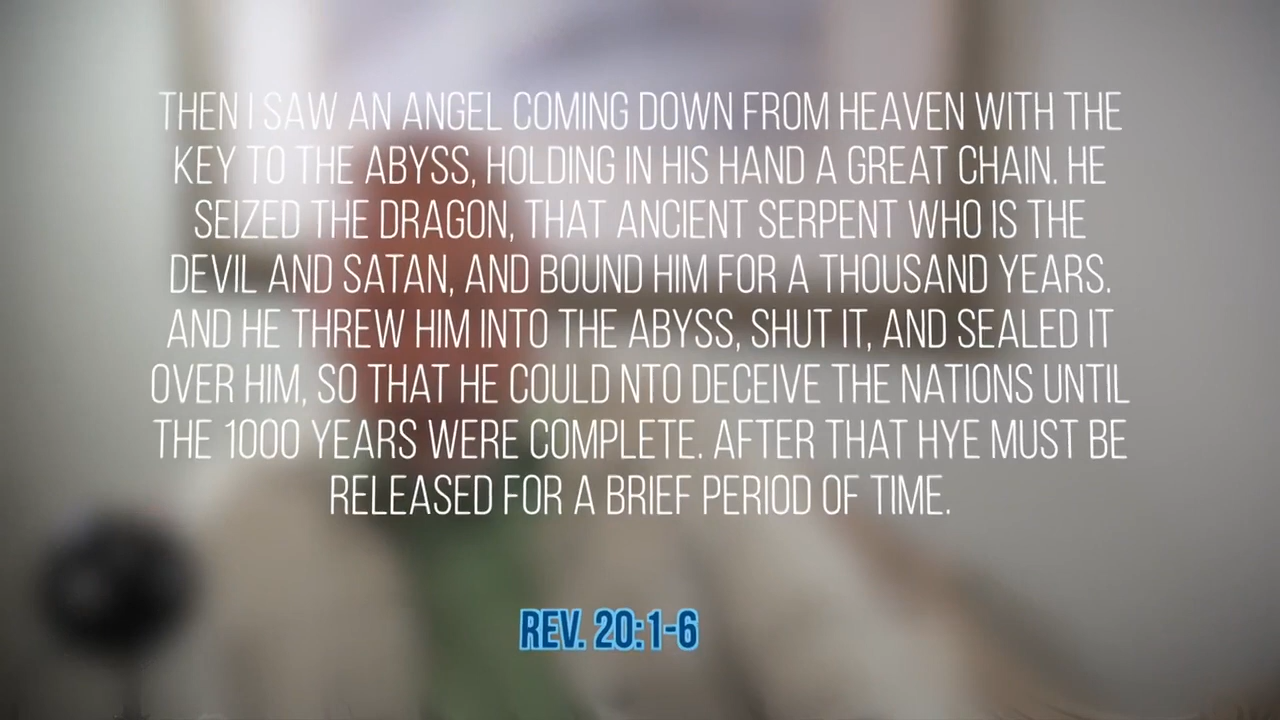 THEN I SAW AN ANGEL COMING DOWN FROM HEAVEN WITH THE
KEY TO THE ABYSS, HOLDING IN HIS HAND A GREAT CHAIN. HE
SEIZED THE DRAGON, THAT ANCIENT SERPENT WHO IS THE
DEVIL AND SATAN, AND BOUND HIM FOR A THOUSAND YEARS.
AND HE THREW HIM INTO THE ABYSS, SHUT IT, AND SEALED IT
OVER HIM, SO THAT HE COULD NTO DECEIVE THE NATIONS UNTIL
THE 1000 YEARS WERE COMPLETE. AFTER THAT HYE MUST BE
RELEASED FOR A BRIEF PERIOD OF TIME.
REV. 20:1-6